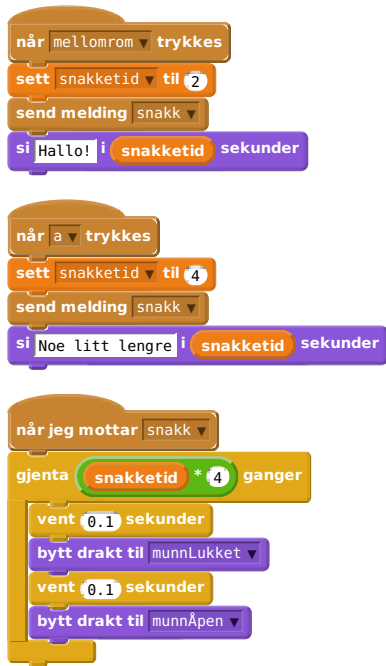 når mellomrom ▼ trykkes
sett snakketid ▼ til 2
send melding snakk ▼
si Hallo! i snakketid sekunder
når a ▼ trykkes
sett snakketid ▼ til 4
send melding snakk ▼
si Noe litt lengre i snakketid sekunder
når jeg mottar snakk ▼
gjenta snakketid * 4 ganger
vent 0.1 sekunder
bytt drakt til munnLukket ▼
vent 0.1 sekunder
bytt drakt til munnÅpen ▼